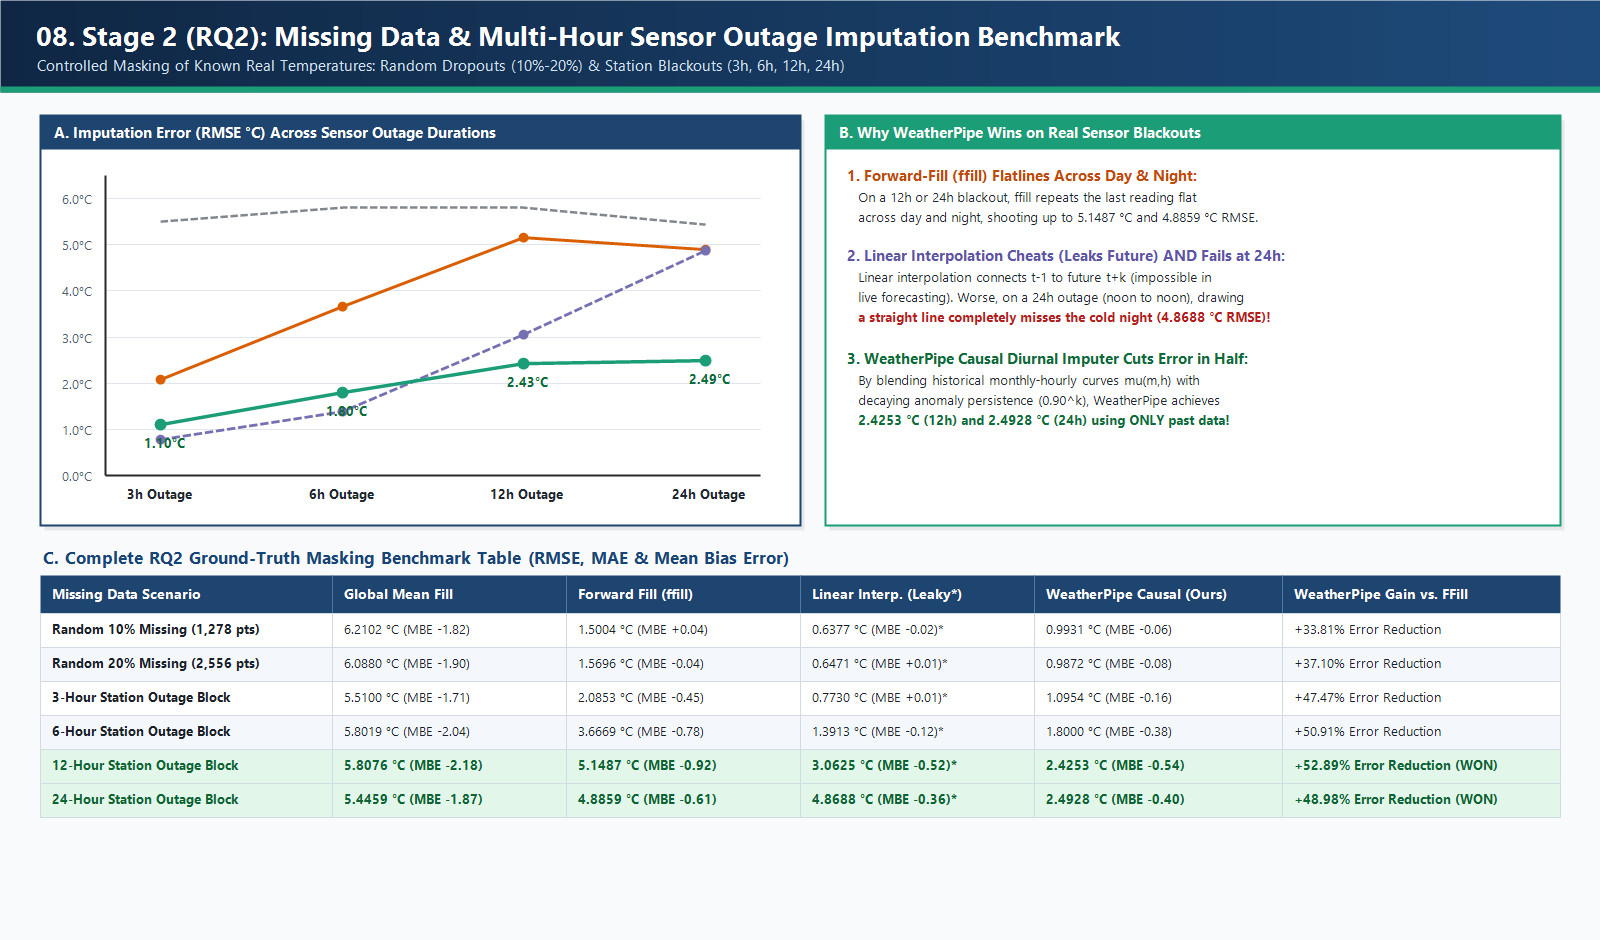 08. Stage 2 (RQ2): Missing Data & Multi-Hour Sensor Outage Imputation Benchmark
Controlled Masking of Known Real Temperatures: Random Dropouts (10%-20%) & Station Blackouts (3h, 6h, 12h, 24h)
A. Imputation Error (RMSE °C) Across Sensor Outage Durations
6.0°C
5.0°C
4.0°C
3.0°C
2.0°C
1.0°C
0.0°C
1.10°C
1.80°C
2.43°C
2.49°C
3h Outage
6h Outage
12h Outage
24h Outage
B. Why WeatherPipe Wins on Real Sensor Blackouts
1. Forward-Fill (ffill) Flatlines Across Day & Night:
On a 12h or 24h blackout, ffill repeats the last reading flat
across day and night, shooting up to 5.1487 °C and 4.8859 °C RMSE.
2. Linear Interpolation Cheats (Leaks Future) AND Fails at 24h:
Linear interpolation connects t-1 to future t+k (impossible in
live forecasting). Worse, on a 24h outage (noon to noon), drawing
a straight line completely misses the cold night (4.8688 °C RMSE)!
3. WeatherPipe Causal Diurnal Imputer Cuts Error in Half:
By blending historical monthly-hourly curves mu(m,h) with
decaying anomaly persistence (0.90^k), WeatherPipe achieves
2.4253 °C (12h) and 2.4928 °C (24h) using ONLY past data!
C. Complete RQ2 Ground-Truth Masking Benchmark Table (RMSE, MAE & Mean Bias Error)
Missing Data Scenario Global Mean Fill Forward Fill (ffill) Linear Interp. (Leaky*) WeatherPipe Causal (Ours) WeatherPipe Gain vs. FFill
Random 10% Missing (1,278 pts) 6.2102 °C (MBE -1.82) 1.5004 °C (MBE +0.04) 0.6377 °C (MBE -0.02)* 0.9931 °C (MBE -0.06) +33.81% Error Reduction
Random 20% Missing (2,556 pts) 6.0880 °C (MBE -1.90) 1.5696 °C (MBE -0.04) 0.6471 °C (MBE +0.01)* 0.9872 °C (MBE -0.08) +37.10% Error Reduction
3-Hour Station Outage Block 5.5100 °C (MBE -1.71) 2.0853 °C (MBE -0.45) 0.7730 °C (MBE +0.01)* 1.0954 °C (MBE -0.16) +47.47% Error Reduction
6-Hour Station Outage Block 5.8019 °C (MBE -2.04) 3.6669 °C (MBE -0.78) 1.3913 °C (MBE -0.12)* 1.8000 °C (MBE -0.38) +50.91% Error Reduction
12-Hour Station Outage Block 5.8076 °C (MBE -2.18) 5.1487 °C (MBE -0.92) 3.0625 °C (MBE -0.52)* 2.4253 °C (MBE -0.54) +52.89% Error Reduction (WON)
24-Hour Station Outage Block 5.4459 °C (MBE -1.87) 4.8859 °C (MBE -0.61) 4.8688 °C (MBE -0.36)* 2.4928 °C (MBE -0.40) +48.98% Error Reduction (WON)